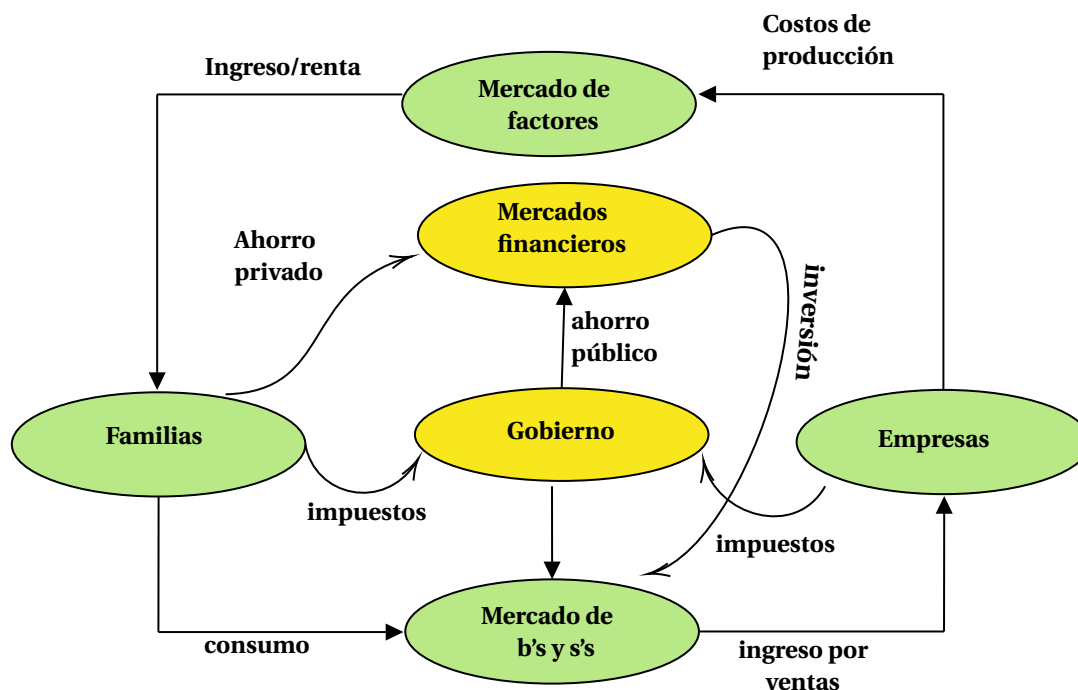 Costos de
producción
Ingreso/renta
Mercado de
factores
Mercados
financieros
Ahorro
privado
inversión
ahorro
público
Familias
Gobierno
Empresas
impuestos
impuestos
Mercado de
b's y s's
consumo
ingreso por
ventas